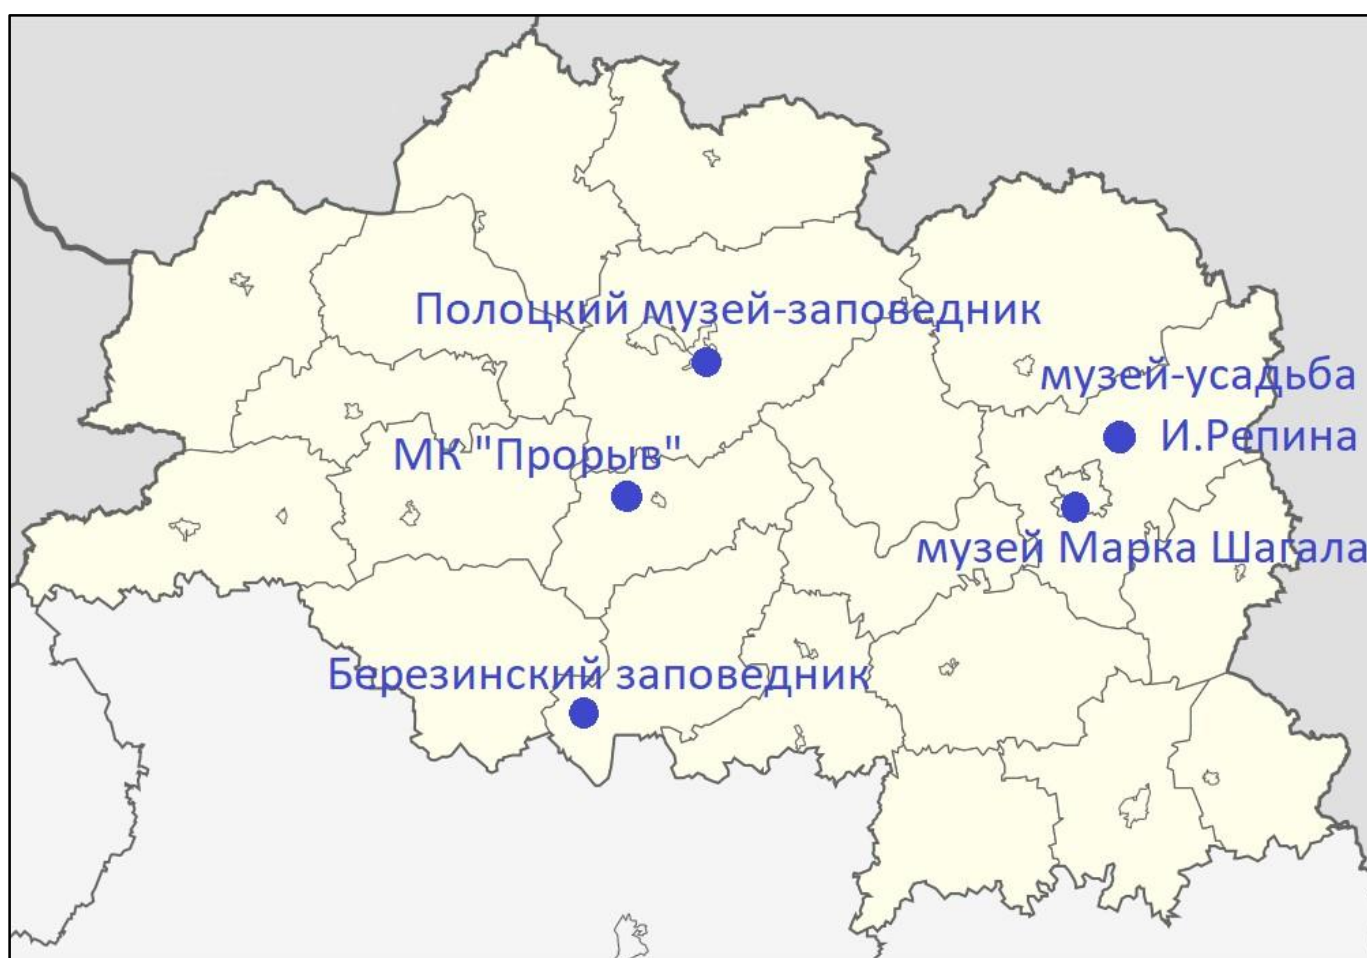 Полоцкий музей-заповедник
музей-усадьба
И.Репина
МК "Прорыв"
музей Марка Шагала
Березинский заповедник